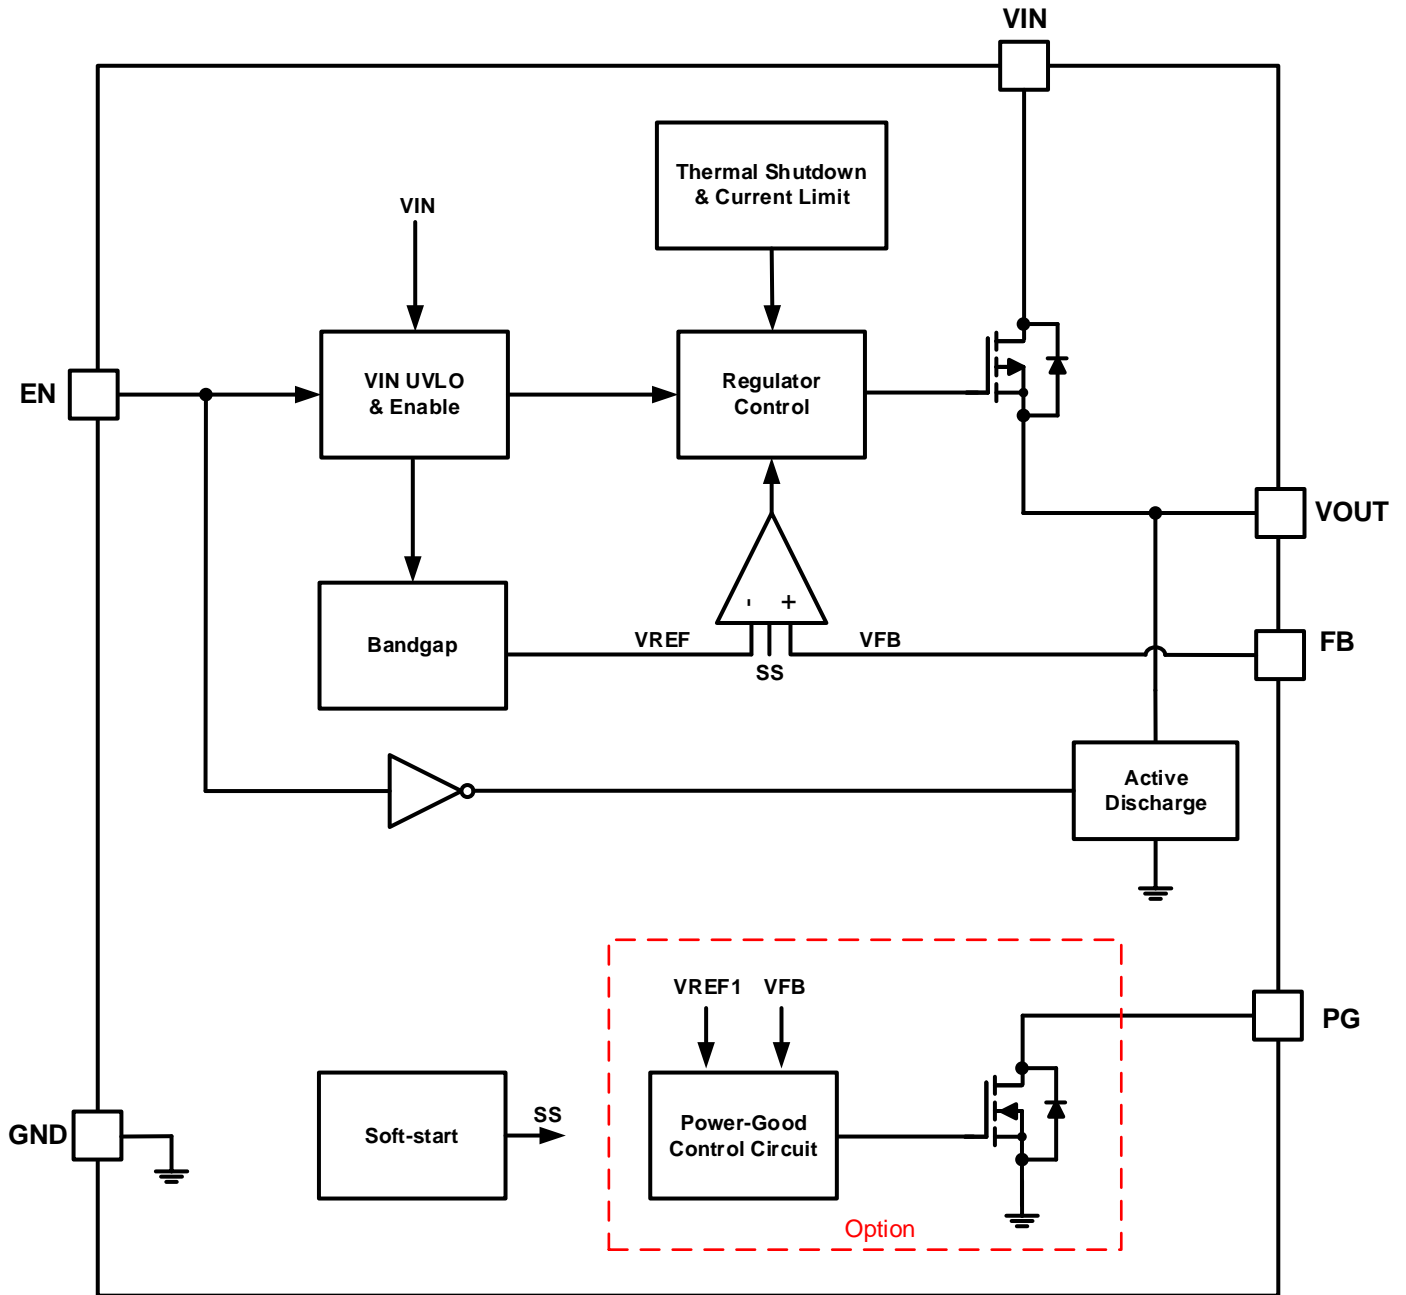 VIN
Thermal Shutdown
& Current Limit
VIN
EN
VIN UVLO
& Enable
Regulator
Control
VOUT
- +
Bandgap
VREF
SS
VFB
FB
Active
Discharge
VREF1 VFB
PG
GND
Soft-start
SS
Power-Good
Control Circuit
Option